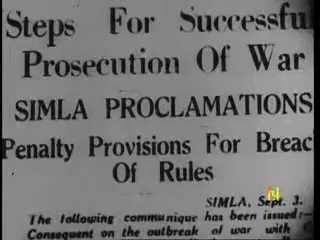 Steps For Successfu
Prosecution Of War
SIMLA PROCLAMATIONS
Penalty Provisions For Breac
Of Rules
SIMLA, Sept. 3.
The following communique has been issued:—
Consequent on the outbreak of war with G